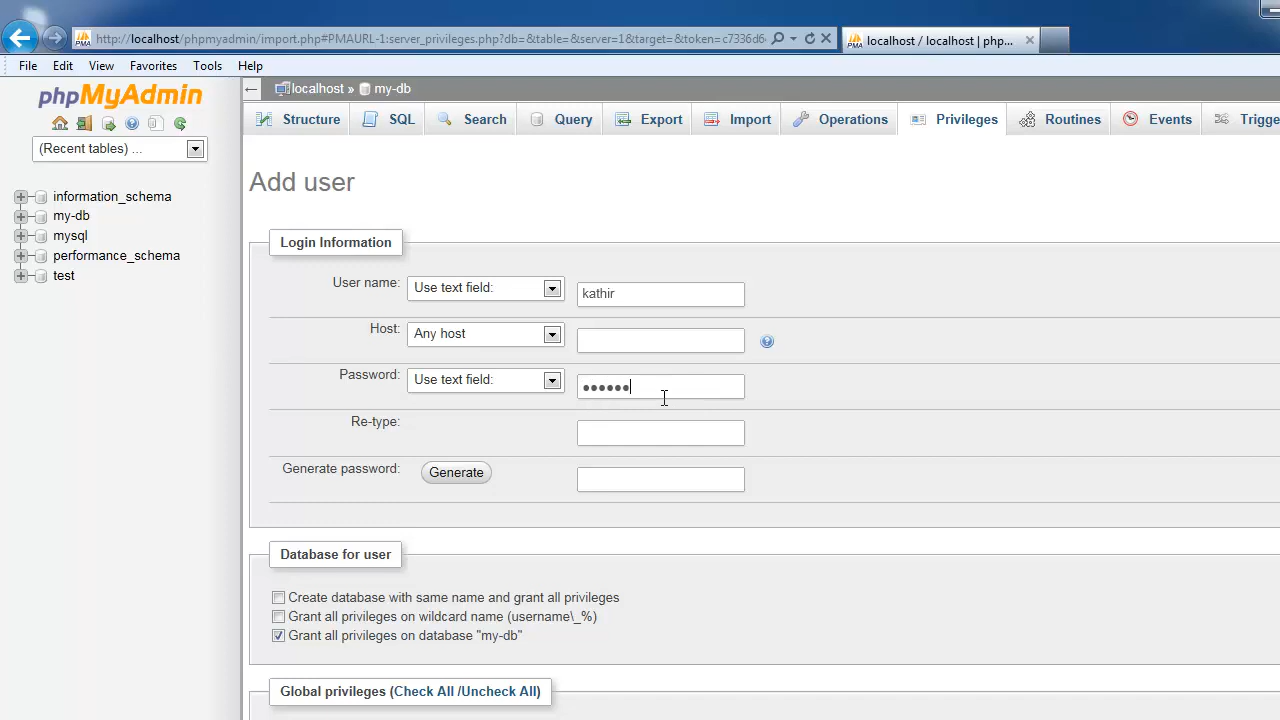 http://localhost/phpmyadmin/import.php#PMAURL-1:server_privileges.php?db=&table=&server=1&target=&token=c7336d6
localhost / localhost | php...
File Edit View Favorites Tools Help
phpMyAdmin
localhost » my-db
Structure SQL Search Query Export Import Operations Privileges Routines Events Trigge
(Recent tables) ...
information_schema
my-db
mysql
performance_schema
test
Add user
Login Information
User name: Use text field: kathir
Host: Any host
Password: Use text field: ●●●●●●
Re-type:
Generate password: Generate
Database for user
Create database with same name and grant all privileges
Grant all privileges on wildcard name (username\_%)
Grant all privileges on database "my-db"
Global privileges (Check All /Uncheck All)